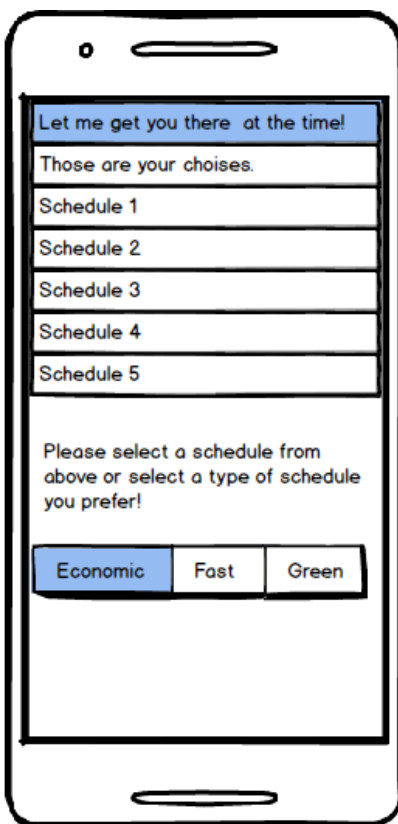 Let me get you there at the time!
Those are your choises.
Schedule 1
Schedule 2
Schedule 3
Schedule 4
Schedule 5
Please select a schedule from
above or select a type of schedule
you prefer!
Economic Fast Green